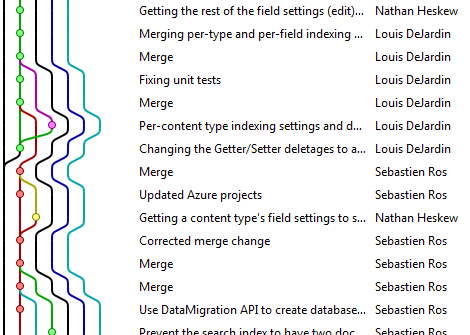 Getting the rest of the field settings (edit)... Nathan Heskew
Merging per-type and per-field indexing ... Louis DeJardin
Merge Louis DeJardin
Fixing unit tests Louis DeJardin
Merge Louis DeJardin
Per-content type indexing settings and d... Louis DeJardin
Changing the Getter/Setter deletages to a... Louis DeJardin
Merge Sebastien Ros
Updated Azure projects Sebastien Ros
Getting a content type's field settings to s... Nathan Heskew
Corrected merge change Sebastien Ros
Merge Sebastien Ros
Merge Sebastien Ros
Use DataMigration API to create database... Sebastien Ros
Prevent the search index to have two doc... Sebastien Ros